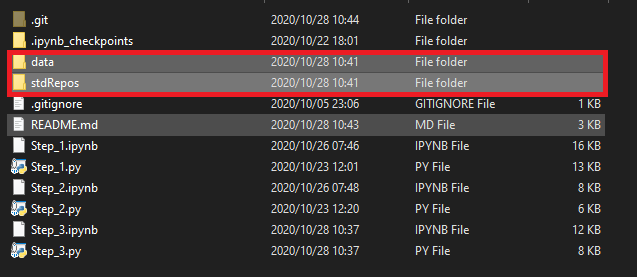 .git 2020/10/28 10:44 File folder
.ipynb_checkpoints 2020/10/22 18:01 File folder
data 2020/10/28 10:41 File folder
stdRepos 2020/10/28 10:41 File folder
.gitignore 2020/10/05 23:06 GITIGNORE File 1 KB
README.md 2020/10/28 10:43 MD File 3 KB
Step_1.ipynb 2020/10/26 07:46 IPYNB File 16 KB
Step_1.py 2020/10/23 12:01 PY File 13 KB
Step_2.ipynb 2020/10/26 07:48 IPYNB File 8 KB
Step_2.py 2020/10/23 12:20 PY File 6 KB
Step_3.ipynb 2020/10/28 10:37 IPYNB File 12 KB
Step_3.py 2020/10/28 10:37 PY File 8 KB